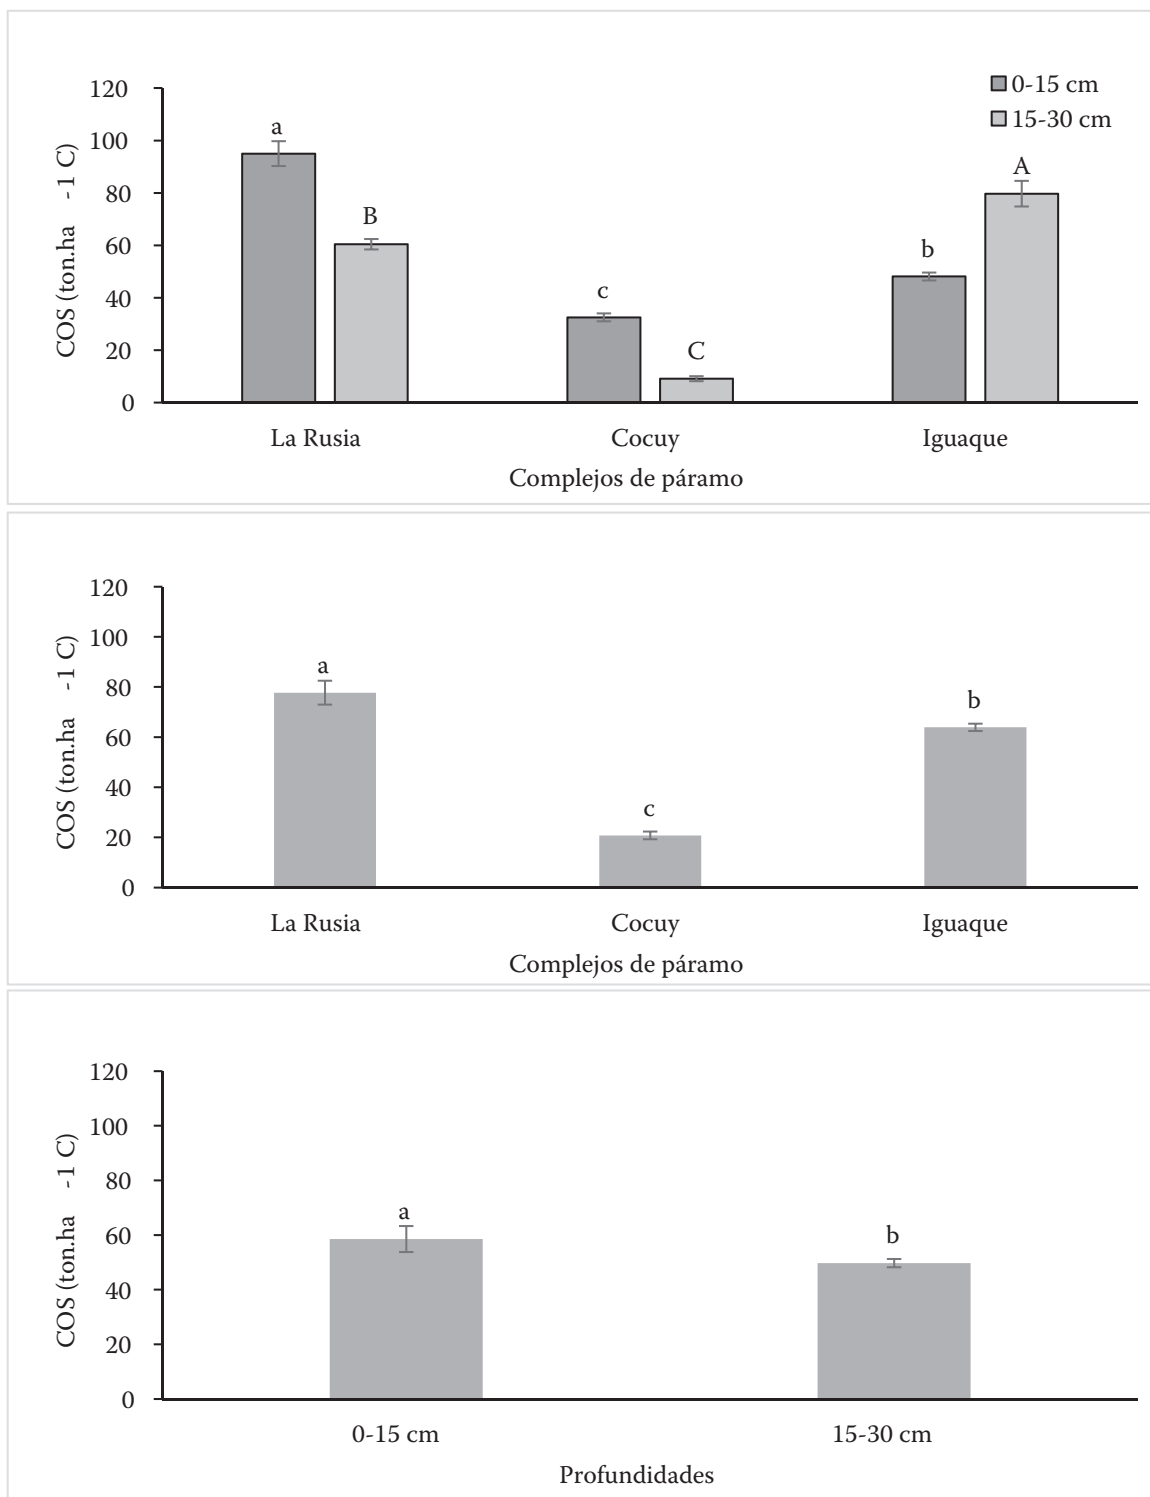 0-15 cm
15-30 cm
COS (ton.ha -1 C)
120
100
80
60
40
20
0
a
B
c
C
b
A
La Rusia
Cocuy
Iguaque
Complejos de páramo
COS (ton.ha -1 C)
120
100
80
60
40
20
0
a
c
b
La Rusia
Cocuy
Iguaque
Complejos de páramo
COS (ton.ha -1 C)
120
100
80
60
40
20
0
a
b
0-15 cm
15-30 cm
Profundidades